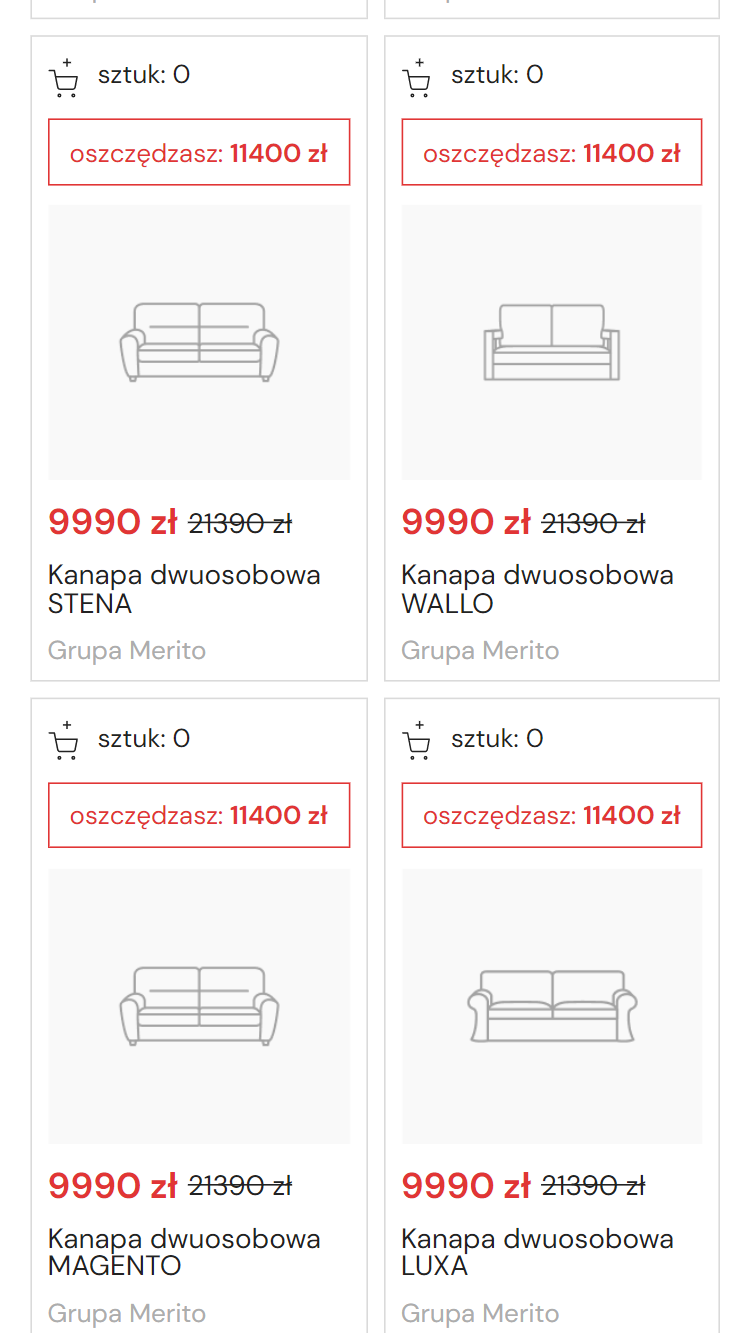 sztuk: 0
oszczędzasz: 11400 zł
9990 zł 21390 zł
Kanapa dwuosobowa
STENA
Grupa Merito
sztuk: 0
oszczędzasz: 11400 zł
9990 zł 21390 zł
Kanapa dwuosobowa
WALLO
Grupa Merito
sztuk: 0
oszczędzasz: 11400 zł
9990 zł 21390 zł
Kanapa dwuosobowa
MAGENTO
Grupa Merito
sztuk: 0
oszczędzasz: 11400 zł
9990 zł 21390 zł
Kanapa dwuosobowa
LUXA
Grupa Merito